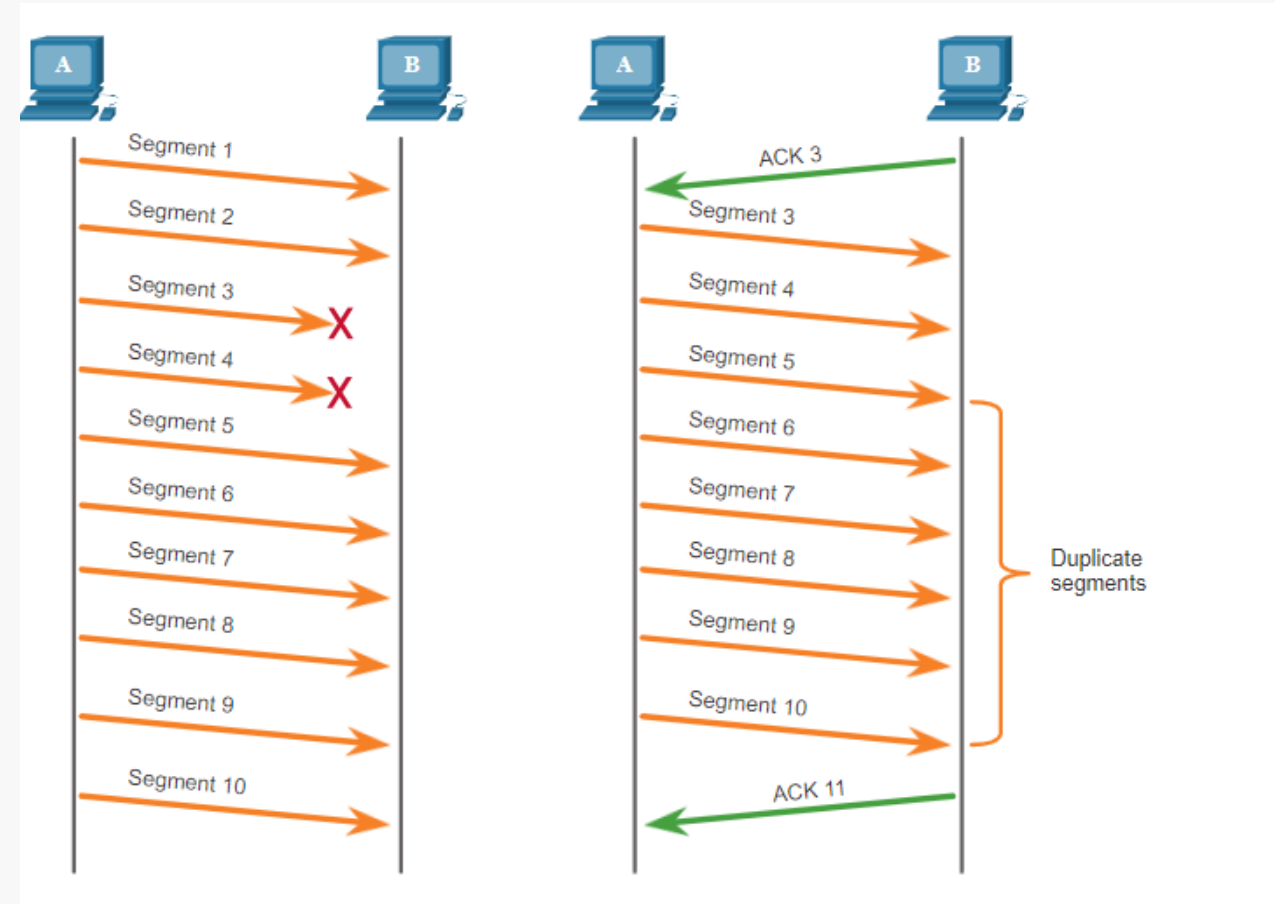 A
B
Segment 1
Segment 2
Segment 3
X
Segment 4
X
Segment 5
Segment 6
Segment 7
Segment 8
Segment 9
Segment 10
A
B
ACK 3
Segment 3
Segment 4
Segment 5
Segment 6
Segment 7
Segment 8
Segment 9
Segment 10
ACK 11
Duplicate
segments